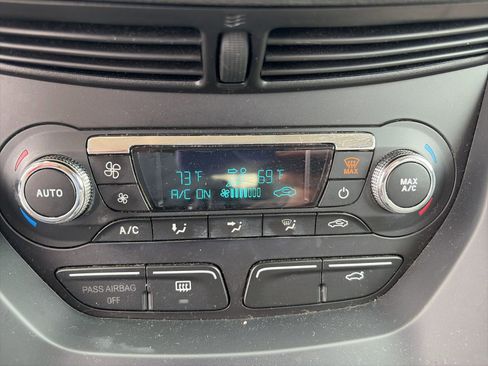 73°F 69°F
A/C ON
MAX
AUTO
MAX
A/C
A/C
PASS AIRBAG
OFF